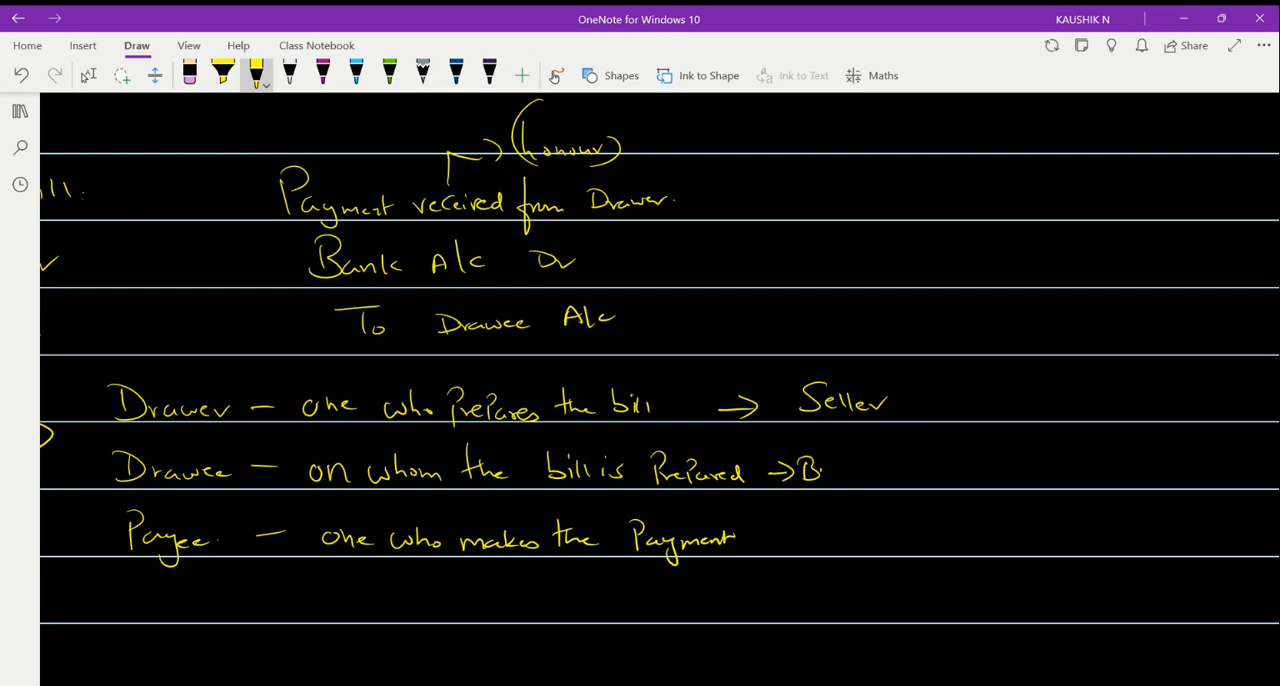 OneNote for Windows 10
KAUSHIK N
Home Insert Draw View Help Class Notebook
Share
Shapes Ink to Shape Ink to Text Maths
(honour)
ill.
Payment received from Drawer.
Bank A/c Dr
To Drawee A/c
Drawer - one who prepares the bill → Seller
Drawee - on whom the bill is Prepared → B
Payee - one who makes the Payment